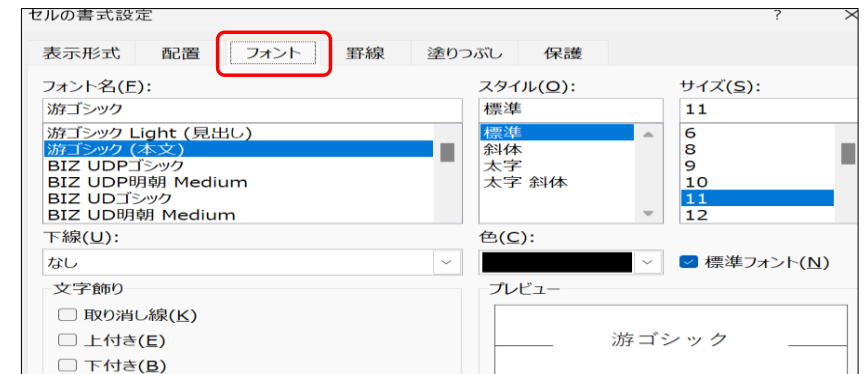 セルの書式設定 ? ×
表示形式 配置 フォント 罫線 塗りつぶし 保護
フォント名(F): スタイル(O): サイズ(S):
游ゴシック 標準 11
游ゴシック Light (見出し) 標準 6
游ゴシック (本文) 斜体 8
BIZ UDPゴシック 太字 9
BIZ UDP明朝 Medium 太字 斜体 10
BIZ UDゴシック 11
BIZ UD明朝 Medium 12
下線(U): 色(C):
なし 標準フォント(N)
文字飾り プレビュー
取り消し線(K)
上付き(E) 游ゴシック
下付き(B)